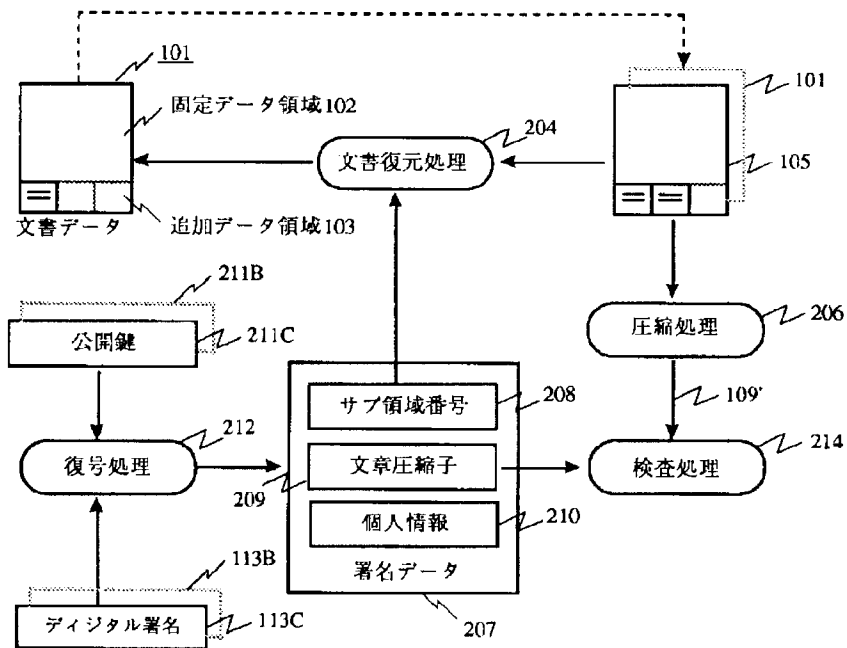 101
固定データ領域102
追加データ領域103
文書データ
204
文書復元処理
101
105
211B
公開鍵
211C
圧縮処理
206
サブ領域番号
208
109'
212
復号処理
209
文章圧縮子
検査処理
214
個人情報
210
署名データ
207
113B
ディジタル署名
113C